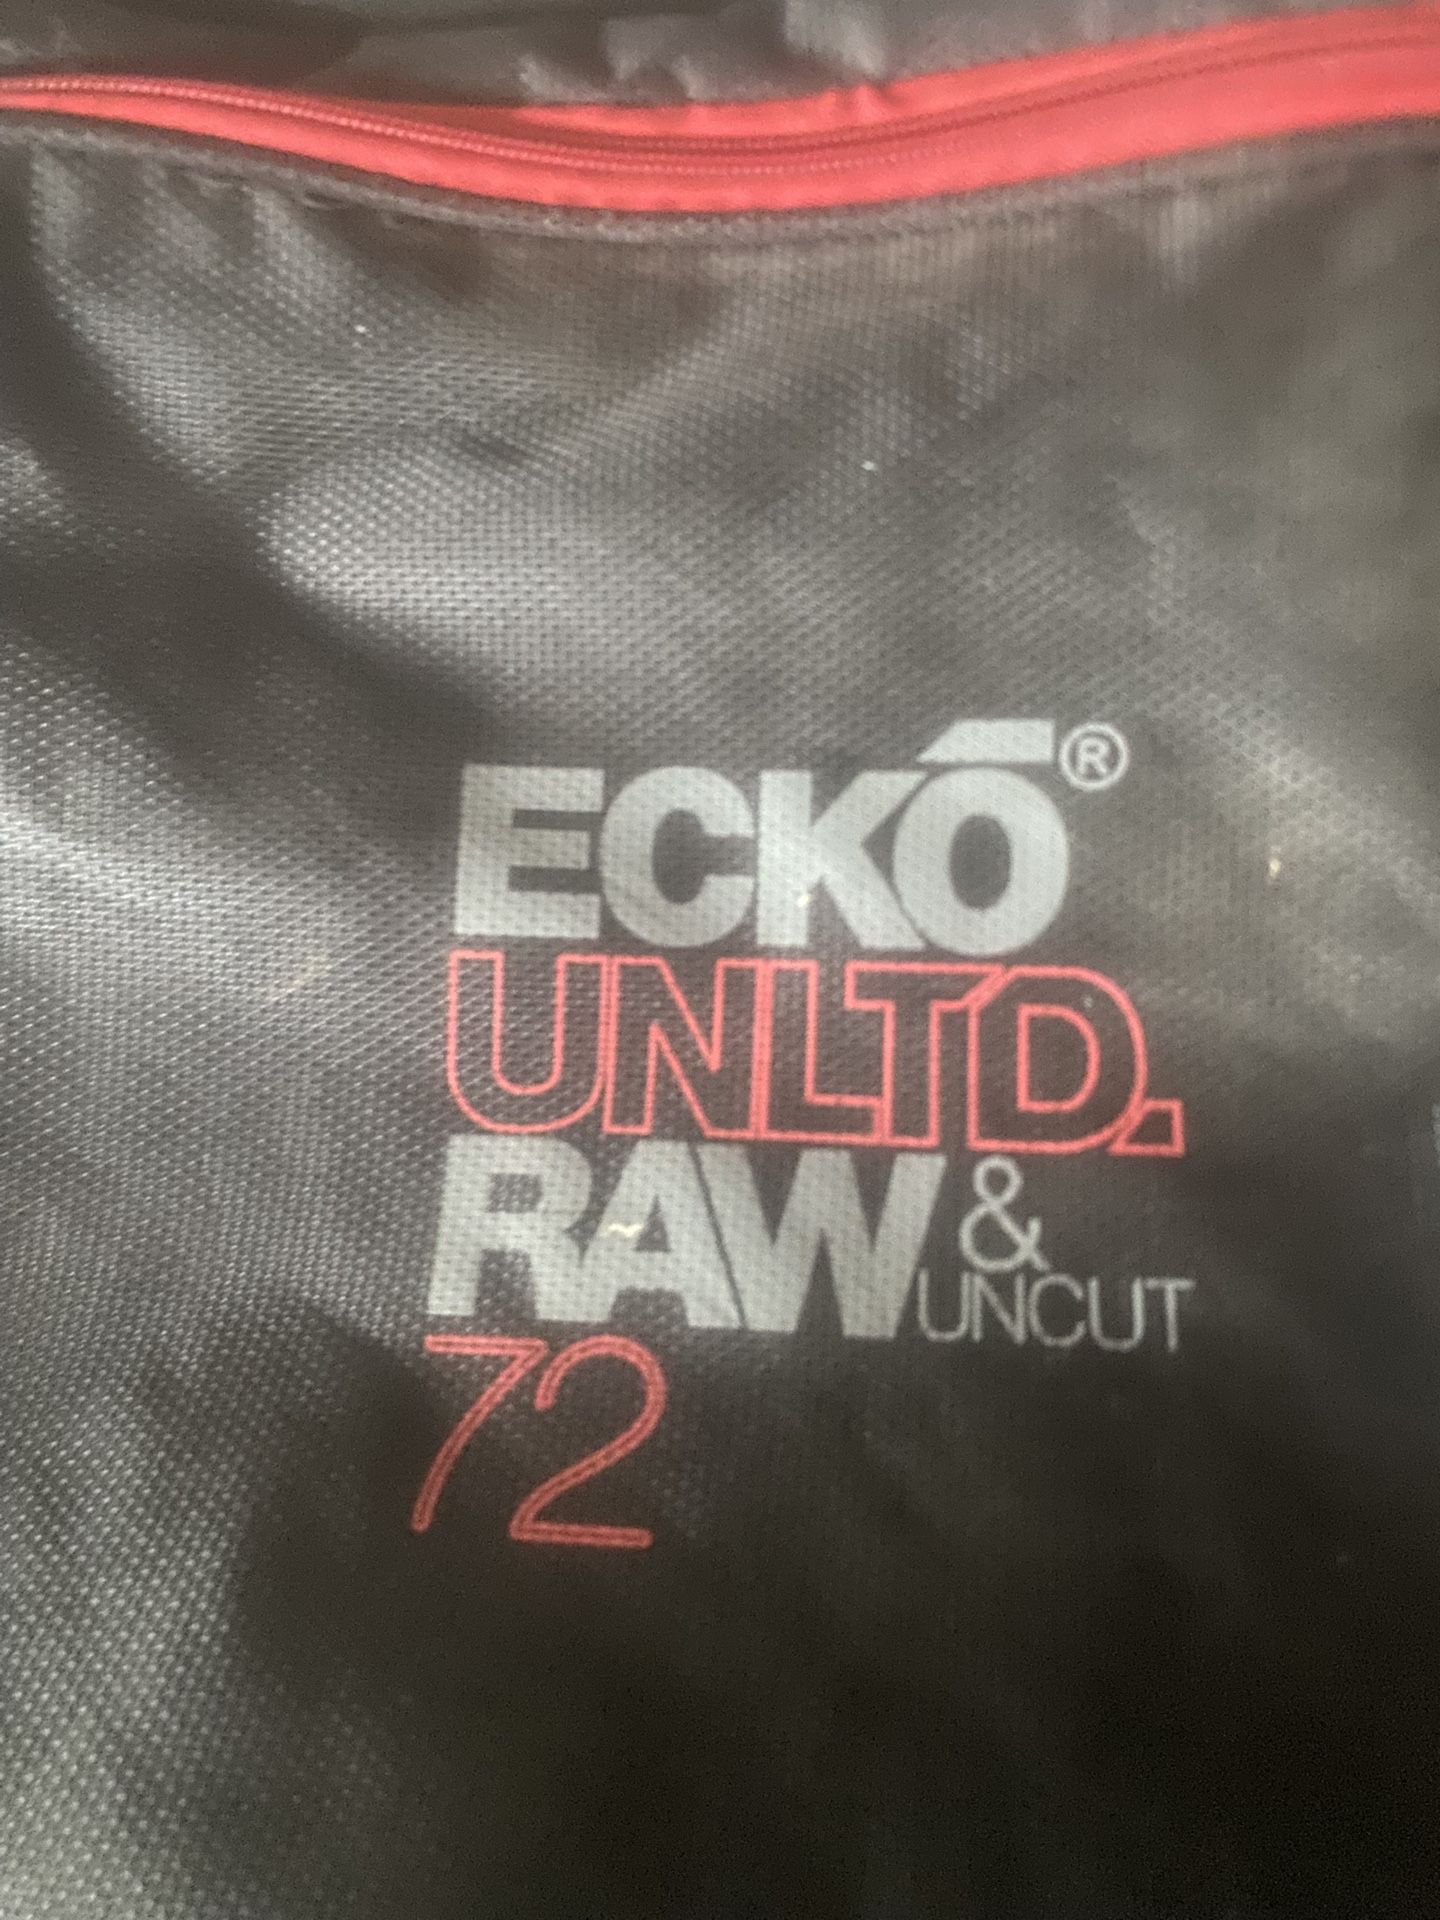 ECKŌ®
UNLTD.
RAW & UNCUT
72